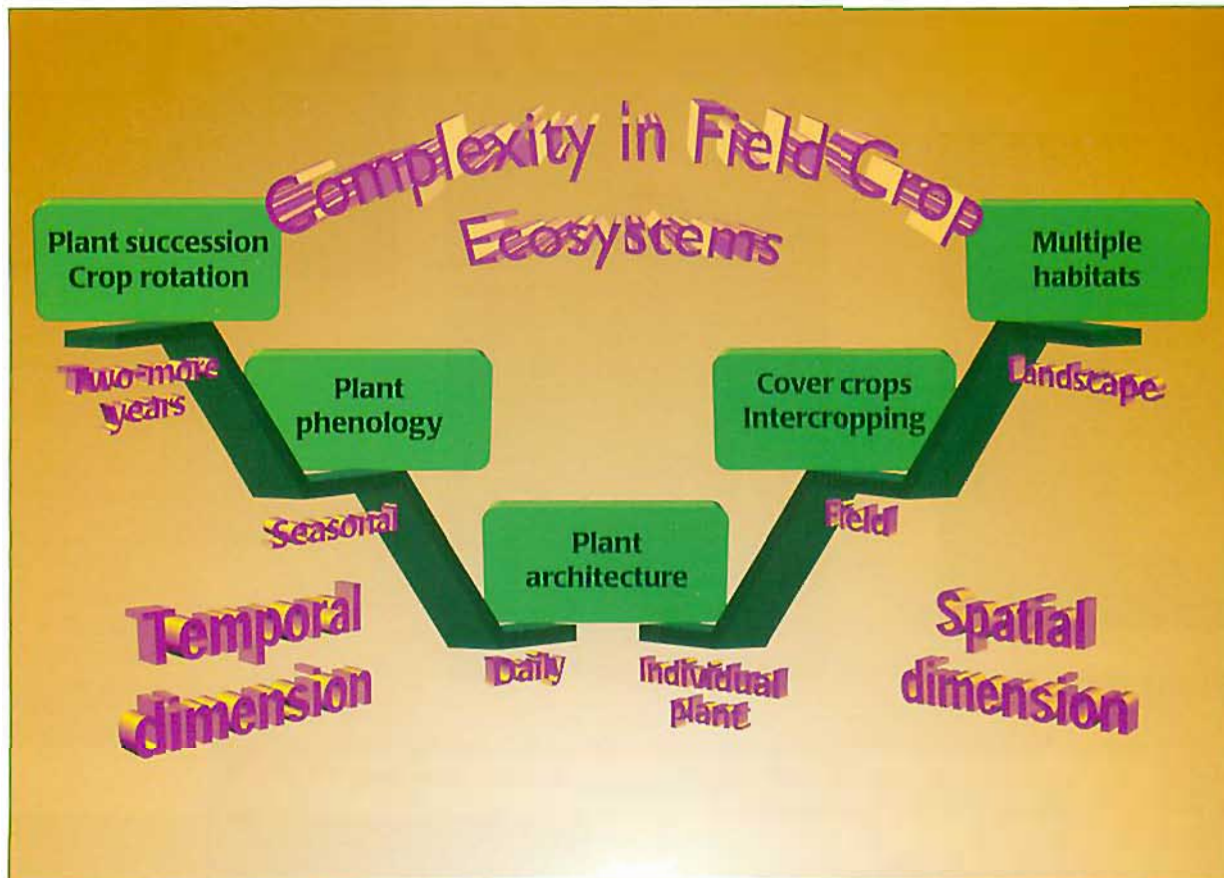 Complexity in Field Crop
Ecosystems
Plant succession
Crop rotation
Two-more
years
Plant
phenology
Seasonal
Plant
architecture
Daily
Individual
plant
Cover crops
Intercropping
Field
Multiple
habitats
Landscape
Temporal
dimension
Spatial
dimension